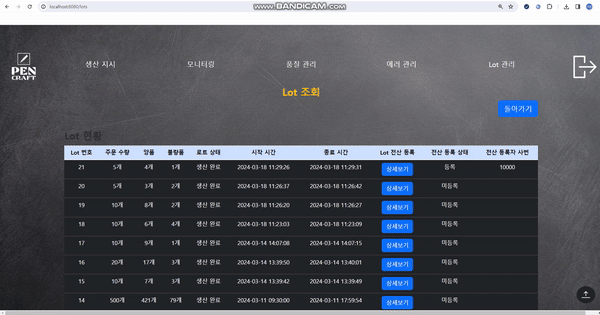 localhost:8080/lots
www.BANDICAM.com
PEN
CRAFT
생산 지시 모니터링 품질 관리 에러 관리 Lot 관리
Lot 조회
돌아가기
Lot 현황
Lot 번호 주문 수량 양품 불량품 로트 상태 시작 시간 종료 시간 Lot 전산 등록 전산 등록 상태 전산 등록자 사번
21 5개 4개 1개 생산 완료 2024-03-18 11:29:26 2024-03-18 11:29:31 상세보기 등록 10000
20 5개 3개 2개 생산 완료 2024-03-18 11:26:37 2024-03-18 11:26:42 상세보기 미등록
19 10개 8개 2개 생산 완료 2024-03-18 11:26:20 2024-03-18 11:26:27 상세보기 미등록
18 10개 6개 4개 생산 완료 2024-03-18 11:23:03 2024-03-18 11:23:09 상세보기 미등록
17 10개 9개 1개 생산 완료 2024-03-14 14:07:08 2024-03-14 14:07:15 상세보기 미등록
16 20개 17개 3개 생산 완료 2024-03-14 13:39:50 2024-03-14 13:40:01 상세보기 미등록
15 10개 7개 3개 생산 완료 2024-03-14 13:39:42 2024-03-14 13:39:49 상세보기 미등록
14 500개 421개 79개 생산 완료 2024-03-11 09:30:00 2024-03-11 17:59:54 상세보기 미등록